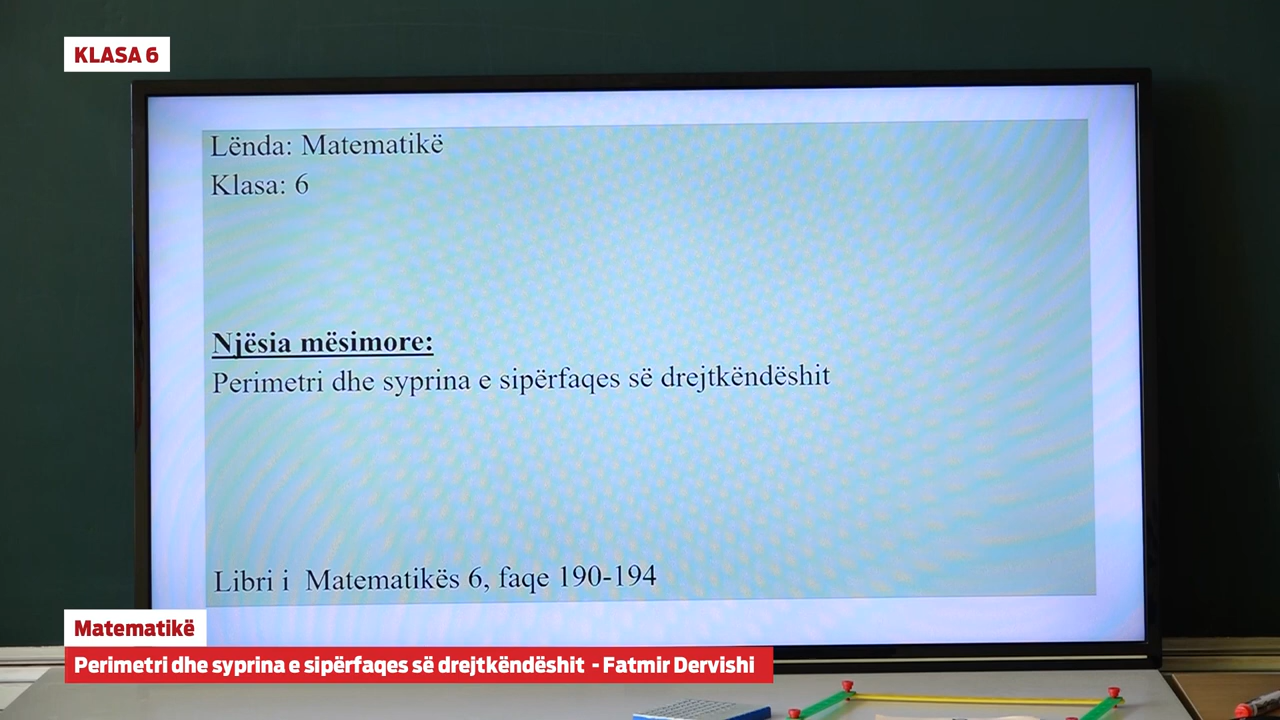 KLASA 6
Lënda: Matematikë
Klasa: 6
Njësia mësimore:
Perimetri dhe syprina e sipërfaqes së drejtkëndëshit
Libri i  Matematikës 6, faqe 190-194
Matematikë
Perimetri dhe syprina e sipërfaqes së drejtkëndëshit - Fatmir Dervishi